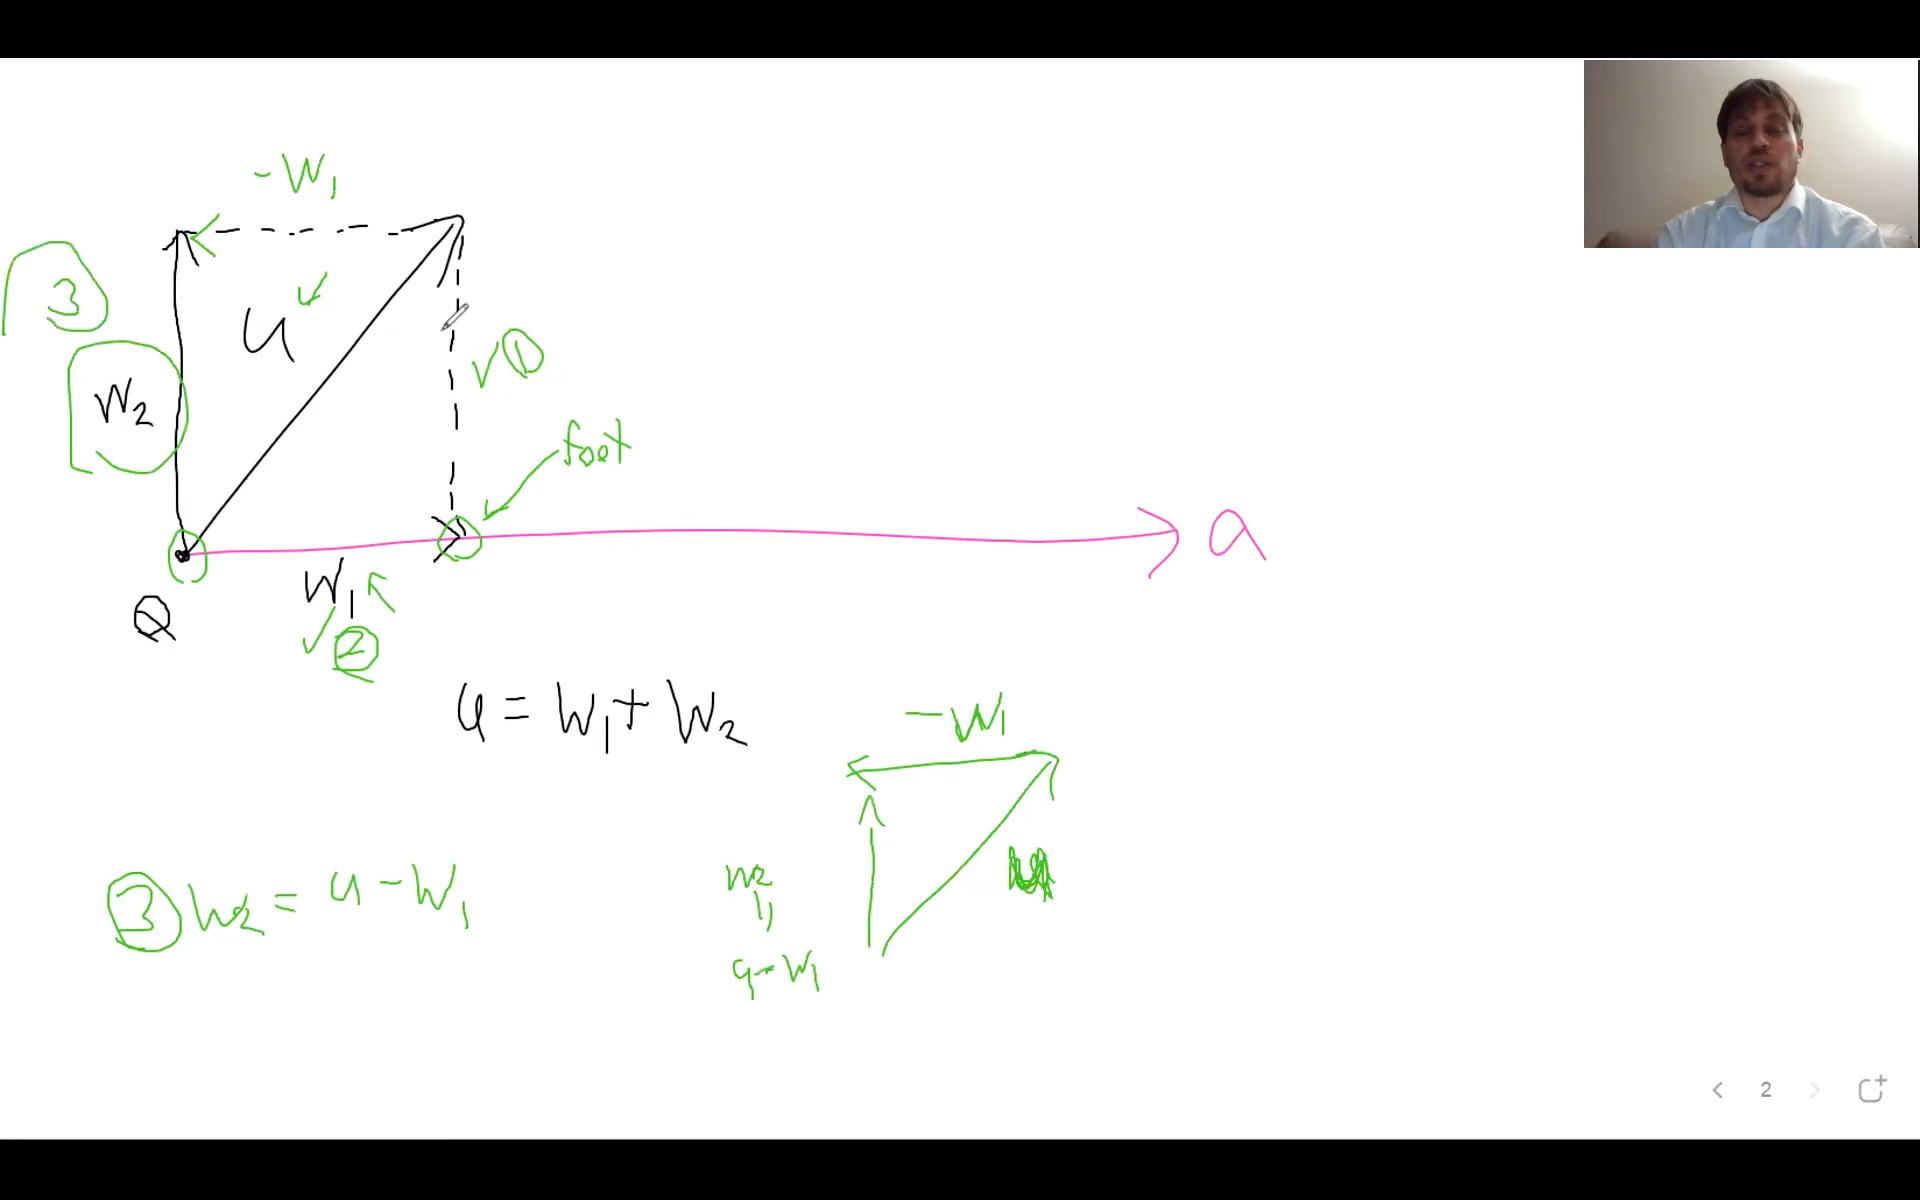 -W₁
3
u
✓①
W₂
foot
a
W₁
Q
✓②
u = W₁ + W₂
-W₁
W₂
③ W₂ = u - W₁
u - W₁
2